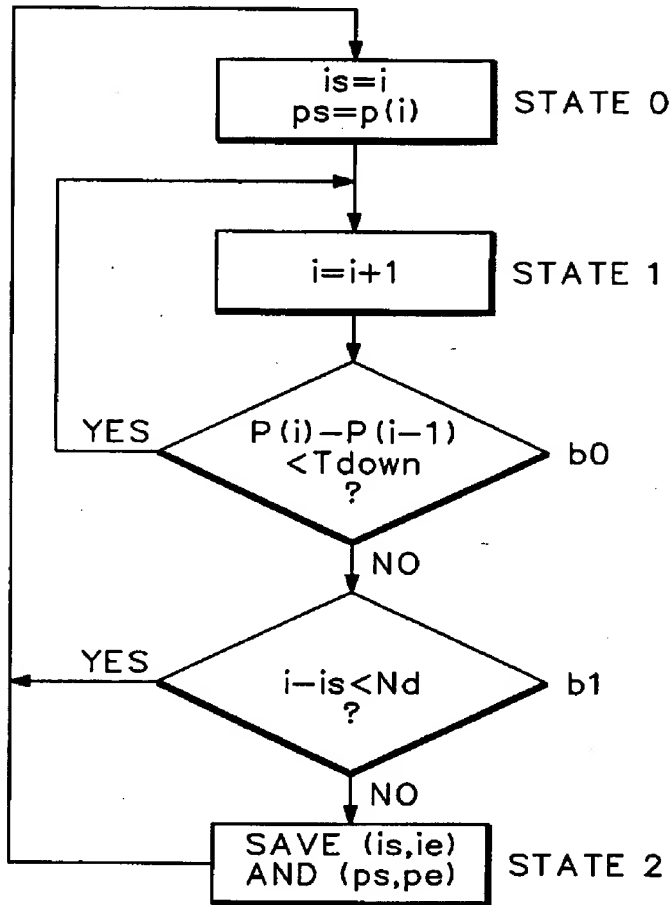 is=i
ps=p(i)
STATE 0
i=i+1
STATE 1
YES
P(i)-P(i-1)
<Tdown
?
b0
NO
YES
i-is<Nd
?
b1
NO
SAVE (is,ie)
AND (ps,pe)
STATE 2